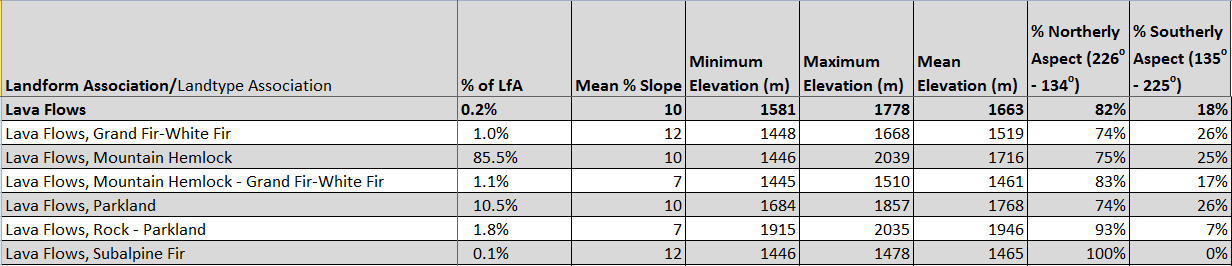 Landform Association/Landtype Association % of LfA Mean % Slope Minimum Elevation (m) Maximum Elevation (m) Mean Elevation (m) % Northerly Aspect (226° - 134°) % Southerly Aspect (135° - 225°)
Lava Flows 0.2% 10 1581 1778 1663 82% 18%
Lava Flows, Grand Fir-White Fir 1.0% 12 1448 1668 1519 74% 26%
Lava Flows, Mountain Hemlock 85.5% 10 1446 2039 1716 75% 25%
Lava Flows, Mountain Hemlock - Grand Fir-White Fir 1.1% 7 1445 1510 1461 83% 17%
Lava Flows, Parkland 10.5% 10 1684 1857 1768 74% 26%
Lava Flows, Rock - Parkland 1.8% 7 1915 2035 1946 93% 7%
Lava Flows, Subalpine Fir 0.1% 12 1446 1478 1465 100% 0%